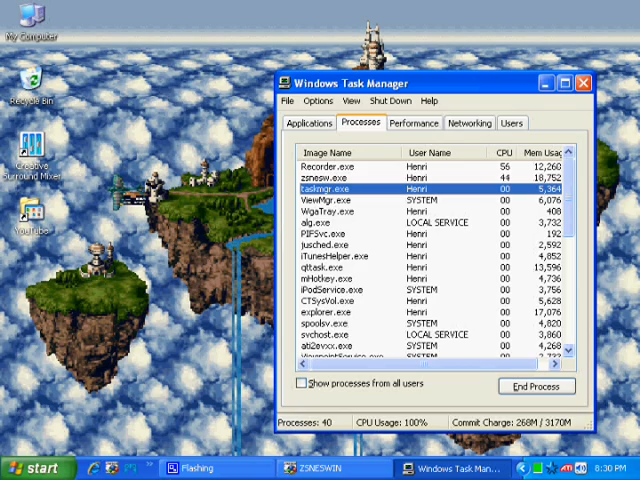 My Computer
Recycle Bin
Creative
Surround Mixer
YouTube
Windows Task Manager
File Options View Shut Down Help
Applications Processes Performance Networking Users
Image Name User Name CPU Mem Usag
Recorder.exe Henri 56 12,260
zsnesw.exe Henri 44 18,752
taskmgr.exe Henri 00 5,364
ViewMgr.exe SYSTEM 00 6,076
WgaTray.exe Henri 00 408
alg.exe LOCAL SERVICE 00 3,732
PIFSvc.exe Henri 00 192
jusched.exe Henri 00 2,592
iTunesHelper.exe Henri 00 4,852
qttask.exe Henri 00 13,596
mHotkey.exe Henri 00 4,736
iPodService.exe SYSTEM 00 3,756
CTSysVol.exe Henri 00 5,628
explorer.exe Henri 00 17,076
spoolsv.exe SYSTEM 00 4,820
svchost.exe LOCAL SERVICE 00 3,860
ati2evxx.exe SYSTEM 00 4,268
ViewpointService.exe SYSTEM 00 2,732
Show processes from all users
End Process
Processes: 40 CPU Usage: 100% Commit Charge: 268M / 3170M
start Flashing ZSNESWIN Windows Task Man... ATI 8:30 PM